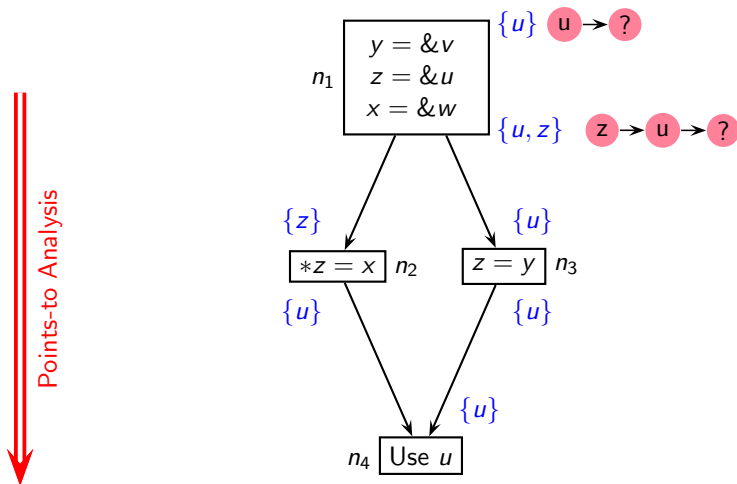 {u} u ?
y = &v
n1 z = &u
x = &w
{u, z} z u ?
{z} {u}
*z = x n2 z = y n3
{u} {u}
{u}
n4 Use u
Points-to Analysis